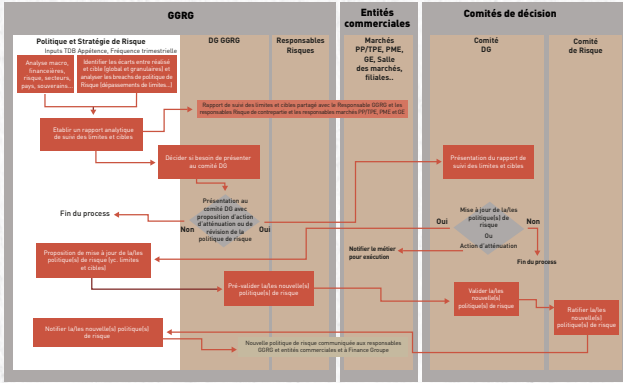 GGRG
Entités
commerciales
Comités de décision
Politique et Stratégie de Risque
Inputs TDB Appétence, Fréquence trimestrielle
DG GGRG
Responsables
Risques
Marchés
PP/TPE, PME,
GE, Salle
des marchés,
filiales..
Comité
DG
Comité
de Risque
Analyse macro,
financières,
risque, secteurs,
pays, souverains...
Identifier les écarts entre réalisé
et cible (global et granulaires) et
analyser les breachs de politique de
Risque (dépassements de limites...)
Rapport de suivi des limites et cibles partagé avec le Responsable GGRG et les
responsables Risque de contrepartie et les responsables marchés PP/TPE, PME et GE
Etablir un rapport analytique
de suivi des limites et cibles
Décider si besoin de présenter
au comité DG
Présentation du rapport de
suivi des limites et cibles
Présentation au
comité DG avec
proposition d'action
d'atténuation ou de
révision de la
politique de risque
Fin du process
Non
Oui
Mise à jour de la/les
politique(s) de
risque
Ou
Action d'atténuation
Oui
Non
Notifier le métier
pour exécution
Fin du process
Proposition de mise à jour de la/les
politique(s) de risque (yc. limites
et cibles)
Pré-valider la/les nouvelle(s)
politique(s) de risque
Valider la/les
nouvelle(s)
politique(s) de risque
Ratifier la/les
nouvelle(s)
politique(s) de risque
Notifier la/les nouvelle(s) politique(s)
de risque
Nouvelle politique de risque communiquée aux responsables
GGRG et entités commerciales et à Finance Groupe